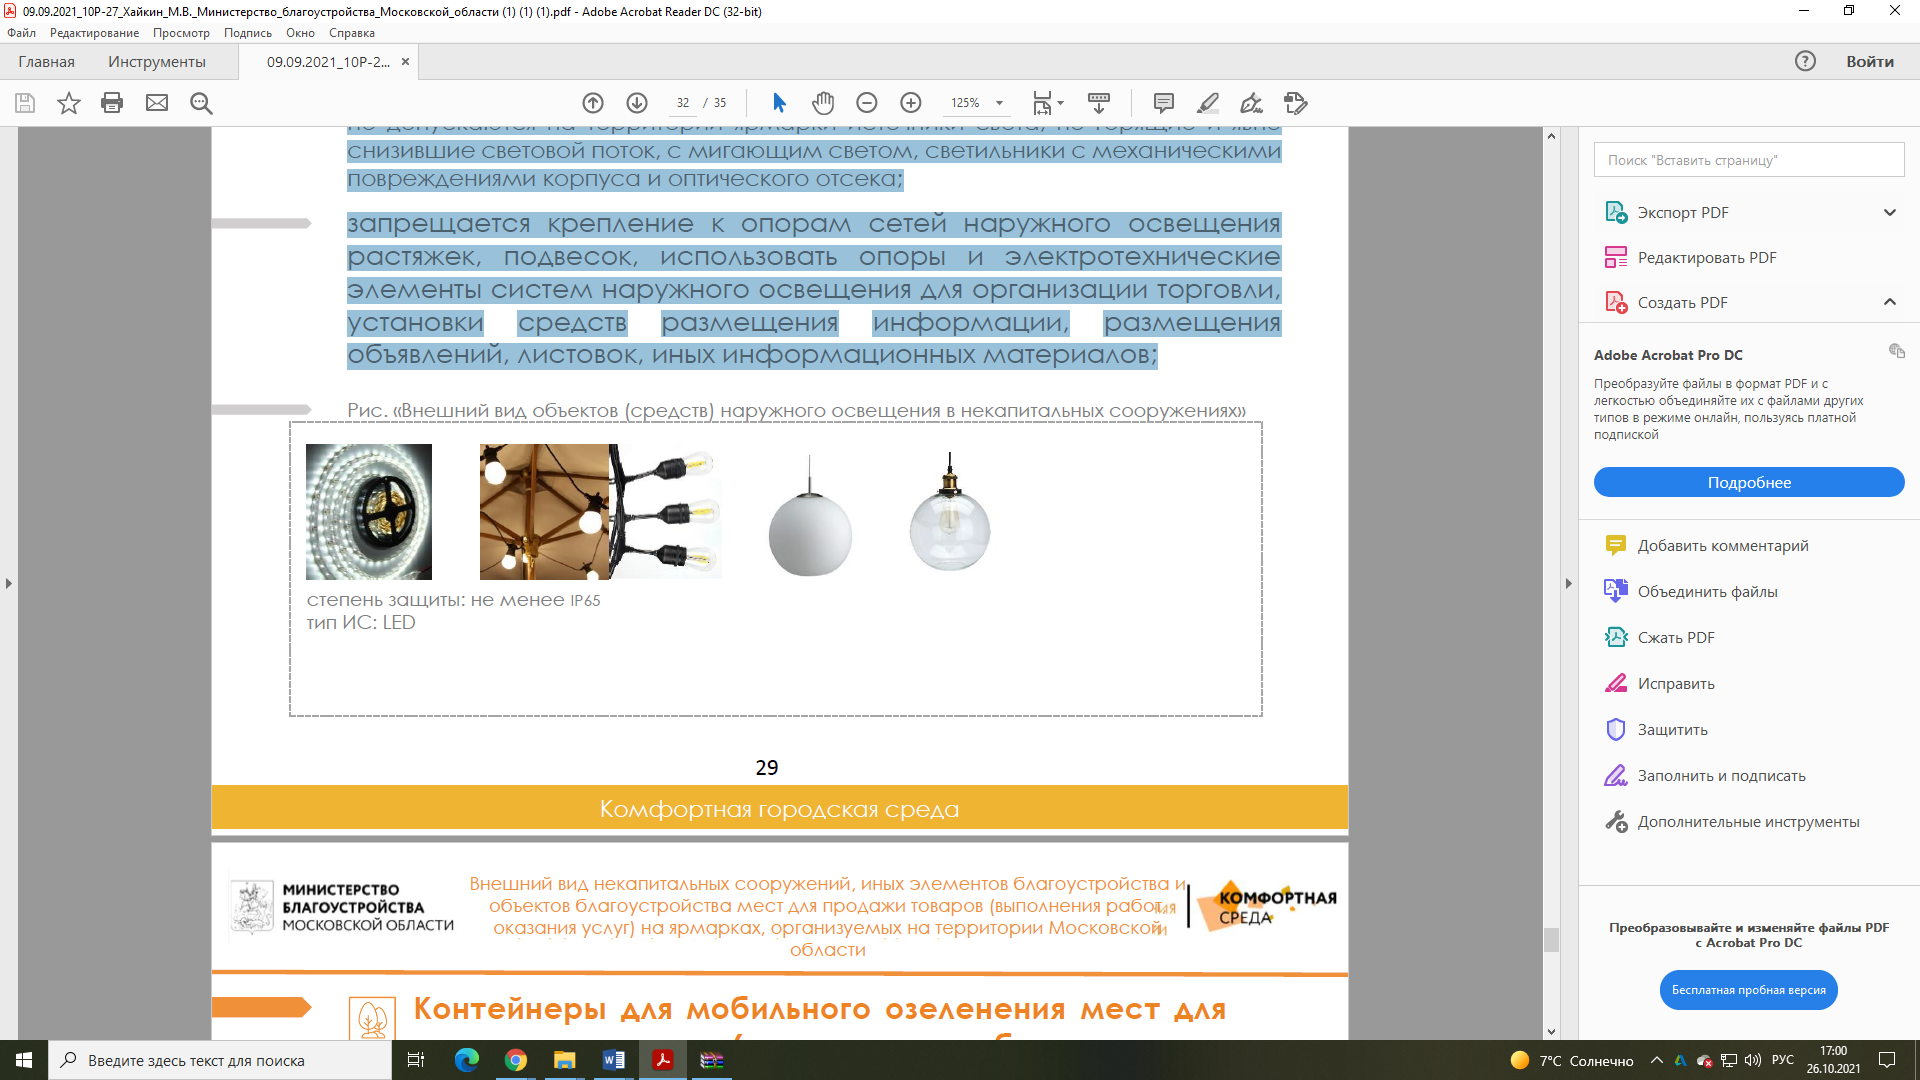 09.09.2021_10Р-27_Хайкин_М.В._Министерство_благоустройства_Московской_области (1) (1) (1).pdf - Adobe Acrobat Reader DC (32-bit)
Файл Редактирование Просмотр Подпись Окно Справка
Главная Инструменты 09.09.2021_10Р-2... × Войти
32 / 35 125%
не допускаются на территории ярмарки источники света, не горящие и явно
снизившие световой поток, с мигающим светом, светильники с механическими
повреждениями корпуса и оптического отсека;
запрещается крепление к опорам сетей наружного освещения
растяжек, подвесок, использовать опоры и электротехнические
элементы систем наружного освещения для организации торговли,
установки средств размещения информации, размещения
объявлений, листовок, иных информационных материалов;
Рис. «Внешний вид объектов (средств) наружного освещения в некапитальных сооружениях»
степень защиты: не менее IP65
тип ИС: LED
29
Комфортная городская среда
МИНИСТЕРСТВО
БЛАГОУСТРОЙСТВА
МОСКОВСКОЙ ОБЛАСТИ
Внешний вид некапитальных сооружений, иных элементов благоустройства и
объектов благоустройства мест для продажи товаров (выполнения работ,
оказания услуг) на ярмарках, организуемых на территории Московской
области
КОМФОРТНАЯ
СРЕДА
Контейнеры для мобильного озеленения мест для
Поиск "Вставить страницу"
Экспорт PDF
Редактировать PDF
Создать PDF
Adobe Acrobat Pro DC
Преобразуйте файлы в формат PDF и с
легкостью объединяйте их с файлами других
типов в режиме онлайн, пользуясь платной
подпиской
Подробнее
Добавить комментарий
Объединить файлы
Сжать PDF
Исправить
Защитить
Заполнить и подписать
Дополнительные инструменты
Преобразовывайте и изменяйте файлы PDF
с Acrobat Pro DC
Бесплатная пробная версия
Введите здесь текст для поиска
7°C Солнечно
РУС
17:00
26.10.2021